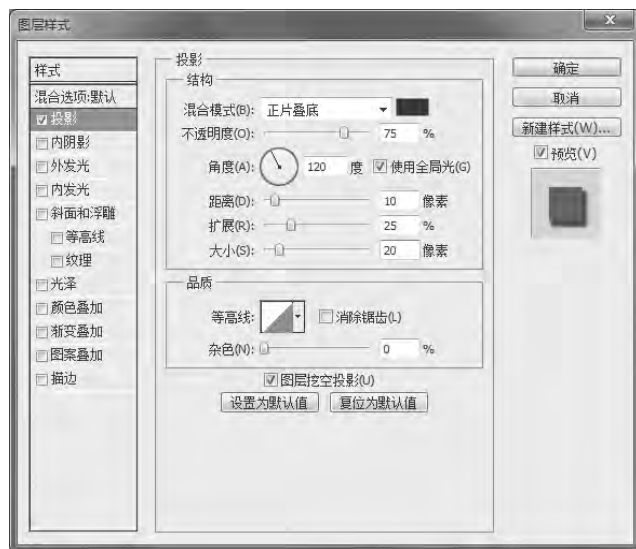 图层样式
样式
混合选项:默认
投影
内阴影
外发光
内发光
斜面和浮雕
等高线
纹理
光泽
颜色叠加
渐变叠加
图案叠加
描边
投影
结构
混合模式(B): 正片叠底
不透明度(O): 75 %
角度(A): 120 度 使用全局光(G)
距离(D): 10 像素
扩展(R): 25 %
大小(S): 20 像素
品质
等高线: 消除锯齿(L)
杂色(N): 0 %
图层挖空投影(U)
设置为默认值 复位为默认值
确定
取消
新建样式(W)...
预览(V)